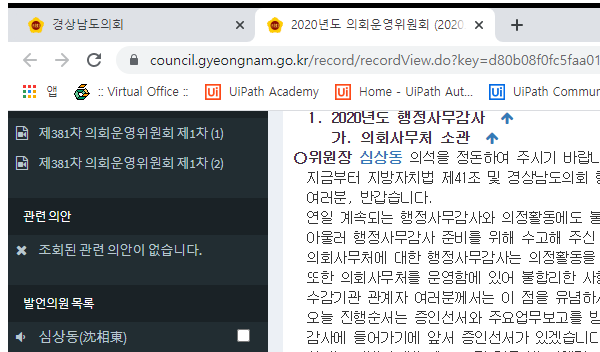 경상남도의회
2020년도 의회운영위원회 (2020
council.gyeongnam.go.kr/record/recordView.do?key=d80b08f0fc5faa01
앱 :: Virtual Office :: UiPath Academy Home - UiPath Aut... UiPath Commun
제381차 의회운영위원회 제1차 (1)
제381차 의회운영위원회 제1차 (2)
관련 의안
조회된 관련 의안이 없습니다.
발언의원 목록
심상동(沈相東)
1. 2020년도 행정사무감사
가. 의회사무처 소관
○위원장 심상동 의석을 정돈하여 주시기 바랍니
지금부터 지방자치법 제41조 및 경상남도의회 행
여러분, 반갑습니다.
연일 계속되는 행정사무감사와 의정활동에도 불
아울러 행정사무감사 준비를 위해 수고해 주신
의회사무처에 대한 행정사무감사는 의정활동을
또한 의회사무처를 운영함에 있어 불합리한 사항
수감기관 관계자 여러분께서는 이 점을 유념하시
오늘 진행순서는 증인선서와 주요업무보고를 받
감사에 들어가기에 앞서 증인선서가 있겠습니다